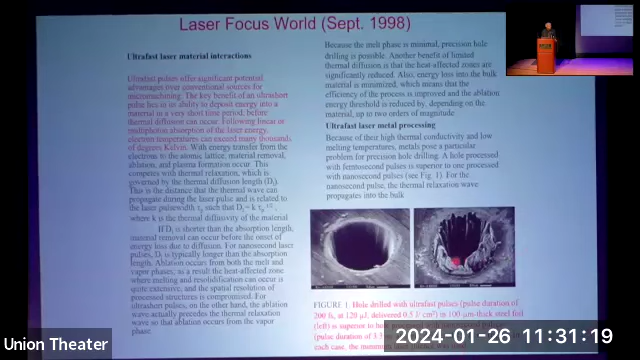 Laser Focus World (Sept. 1998)
Ultrafast laser material interactions
Ultrafast pulses offer significant potential
advantages over conventional sources for
micromachining. The key benefit of an ultrashort
pulse lies in its ability to deposit energy into a
material in a very short time period, before
thermal diffusion can occur. Following linear or
multiphoton absorption of the laser energy,
electron temperatures can exceed many thousands
of degrees Kelvin. With energy transfer from the
electrons to the atomic lattice, material removal,
ablation, and plasma formation occur. This
competes with thermal relaxation, which is
governed by the thermal diffusion length (D
This is the distance that the thermal wave can
propagate during the laser pulse and is related to
the laser pulsewidth
where k is the thermal diffusivity of the material
If D is shorter than the absorption length,
material removal can occur before the onset of
energy loss due to diffusion. For nanosecond laser
pulses, D is typically longer than the absorption
length. Ablation occurs from both the melt and
vapor phases, as a result the heat-affected zone
where melting and resolidification can occur is
quite extensive, and the spatial resolution of
processed structures is compromised. For
ultrashort pulses, on the other hand, the ablation
wave actually precedes the thermal relaxation
wave so that ablation occurs from the vapor
phase.
Because the melt phase is minimal, precision hole
drilling is possible. Another benefit of limited
thermal diffusion is that the heat-affected zones are
significantly reduced. Also, energy loss into the bulk
material is minimized, which means that the
efficiency of the process is improved and the ablation
energy threshold is reduced by, depending on the
material, up to two orders of magnitude.
Ultrafast laser metal processing
Because of their high thermal conductivity and low
melting temperatures, metals pose a particular
problem for precision hole drilling. A hole processed
with femtosecond pulses is superior to one processed
with nanosecond pulses (see Fig. 1). For the
nanosecond pulse, the thermal relaxation wave
propagates into the bulk
FIGURE 1. Hole drilled with ultrafast pulses (pulse duration of
200 fs, at 120 µJ, delivered 0.5 J/ cm²) in 100 µm-thick steel foil
(left) is superior to hole processed with
(pulse duration of 3.3
each case, the
Union Theater
2024-01-26 11:31:19